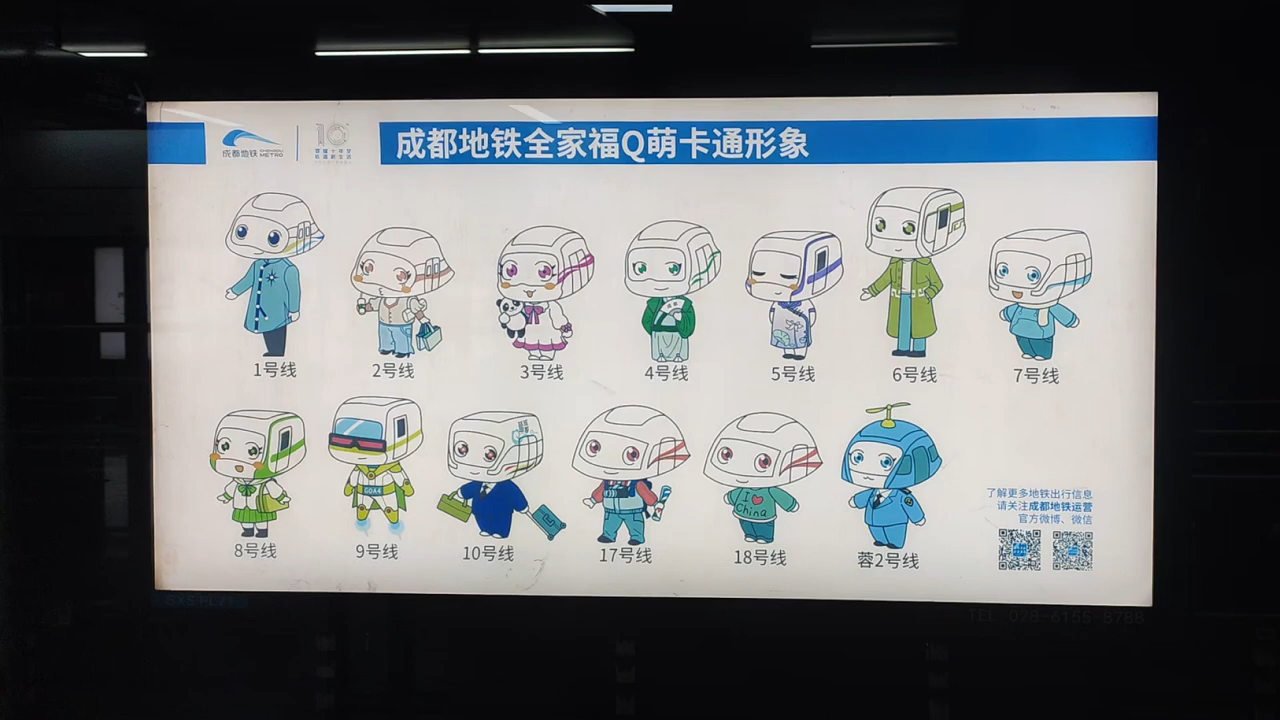 成都地铁 CHENGDU METRO
成都地铁全家福Q萌卡通形象
1号线
2号线
3号线
4号线
5号线
6号线
7号线
8号线
GOA4
9号线
10号线
17号线
I ❤ China
18号线
蓉2号线
了解更多地铁出行信息
请关注成都地铁运营
官方微博、微信